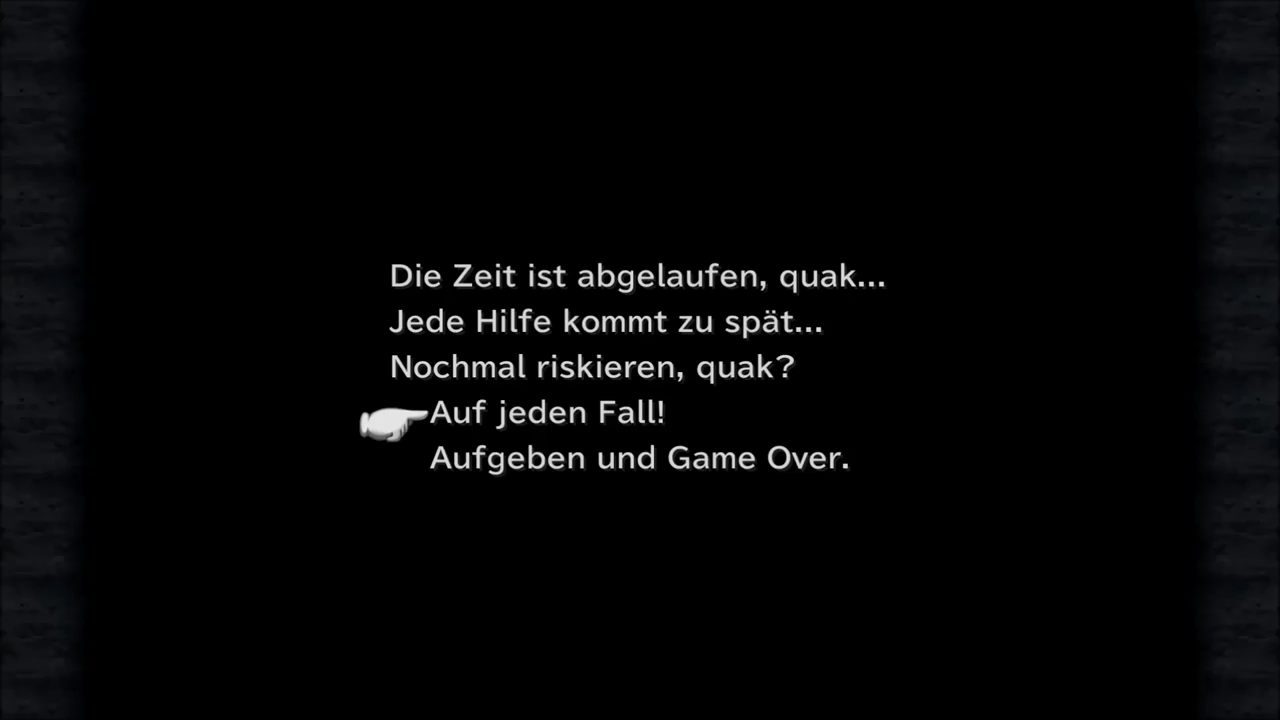 Die Zeit ist abgelaufen, quak...
Jede Hilfe kommt zu spät...
Nochmal riskieren, quak?
Auf jeden Fall!
Aufgeben und Game Over.